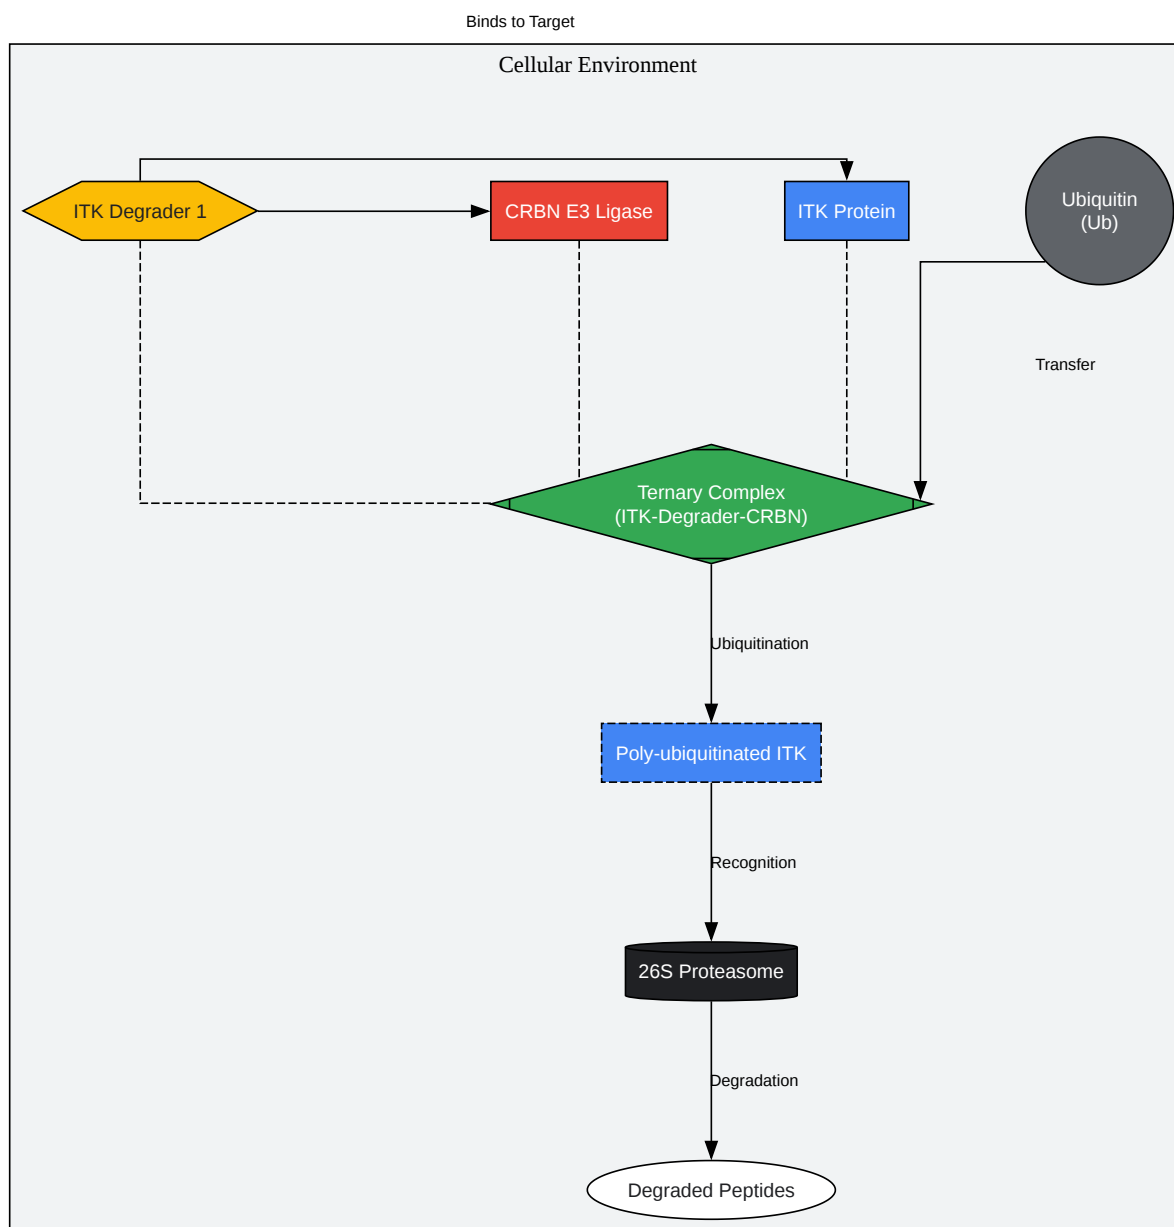 Binds to Target
Cellular Environment
ITK Degrader 1
CRBN E3 Ligase
ITK Protein
Ubiquitin
(Ub)
Transfer
Ternary Complex
(ITK-Degrader-CRBN)
Ubiquitination
Poly-ubiquitinated ITK
Recognition
26S Proteasome
Degradation
Degraded Peptides